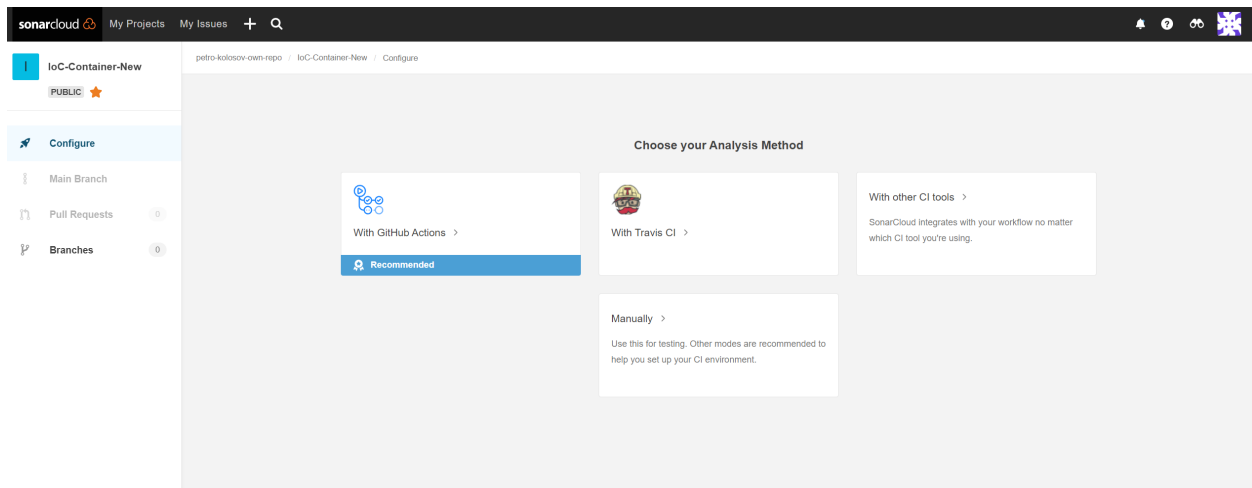 sonarcloud My Projects My Issues
I IoC-Container-New
PUBLIC
petro-kolosov-own-repo / IoC-Container-New / Configure
Configure
Main Branch
Pull Requests 0
Branches 0
Choose your Analysis Method
With GitHub Actions
Recommended
With Travis CI
With other CI tools
SonarCloud integrates with your workflow no matter
which CI tool you're using.
Manually
Use this for testing. Other modes are recommended to
help you set up your CI environment.